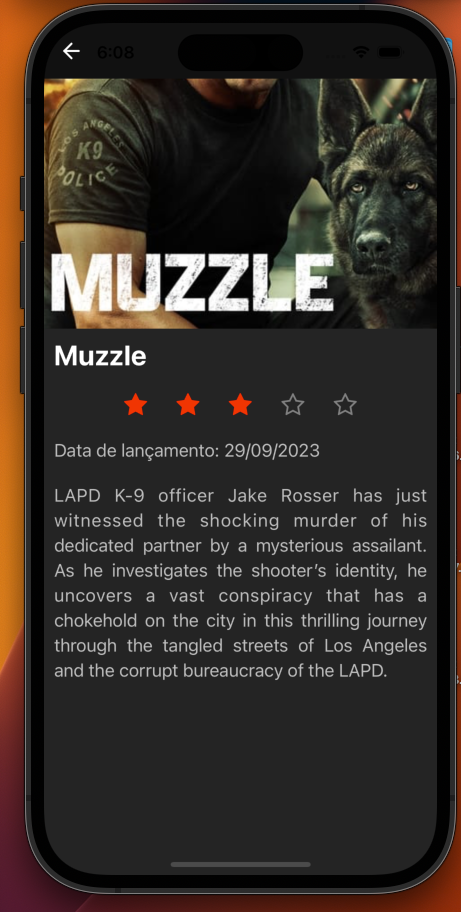 6:08
LOS ANGELES
K9
POLICE
MUZZLE
Muzzle
Data de lançamento: 29/09/2023
LAPD K-9 officer Jake Rosser has just
witnessed the shocking murder of his
dedicated partner by a mysterious assailant.
As he investigates the shooter’s identity, he
uncovers a vast conspiracy that has a
chokehold on the city in this thrilling journey
through the tangled streets of Los Angeles
and the corrupt bureaucracy of the LAPD.